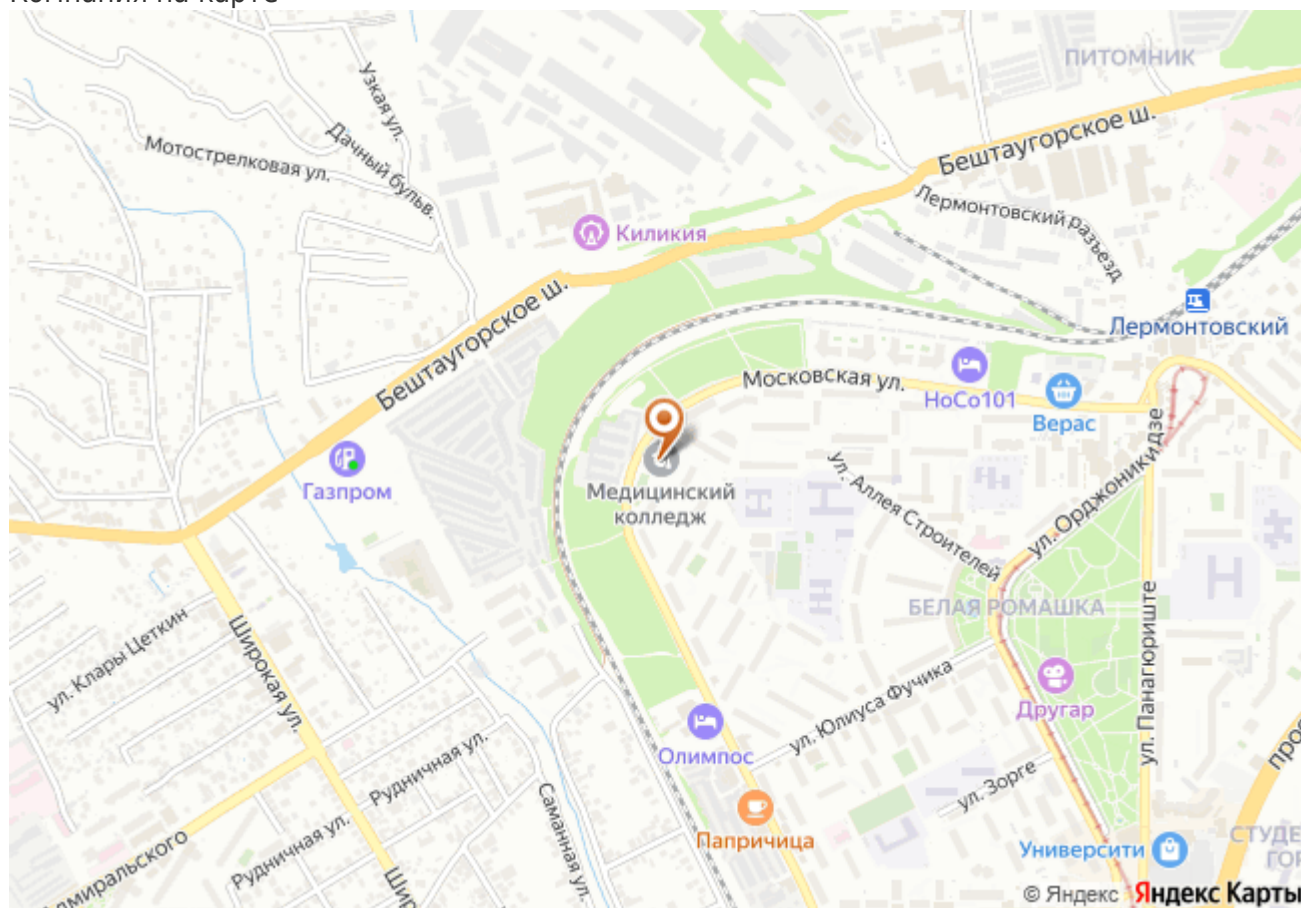 Компания на карте
ПИТОМНИК
Узкая ул.
Бештаугорское ш.
Дачный бульв.
Мотострелковая ул.
Лермонтовский разъезд
Киликия
Бештаугорское ш.
Лермонтовский
Московская ул.
НоСо101
Верас
Газпром
Медицинский
колледж
ул. Аллея Строителей
ул. Орджоникидзе
БЕЛАЯ РОМАШКА
ул. Панагюриште
ул. Клары Цеткин
Широкая ул.
ул. Юлиуса Фучика
Другар
Олимпос
Рудничная ул.
ул. Зорге
Саманная ул.
Папричица
Рудничная ул.
Университи
© Яндекс Яндекс Карты